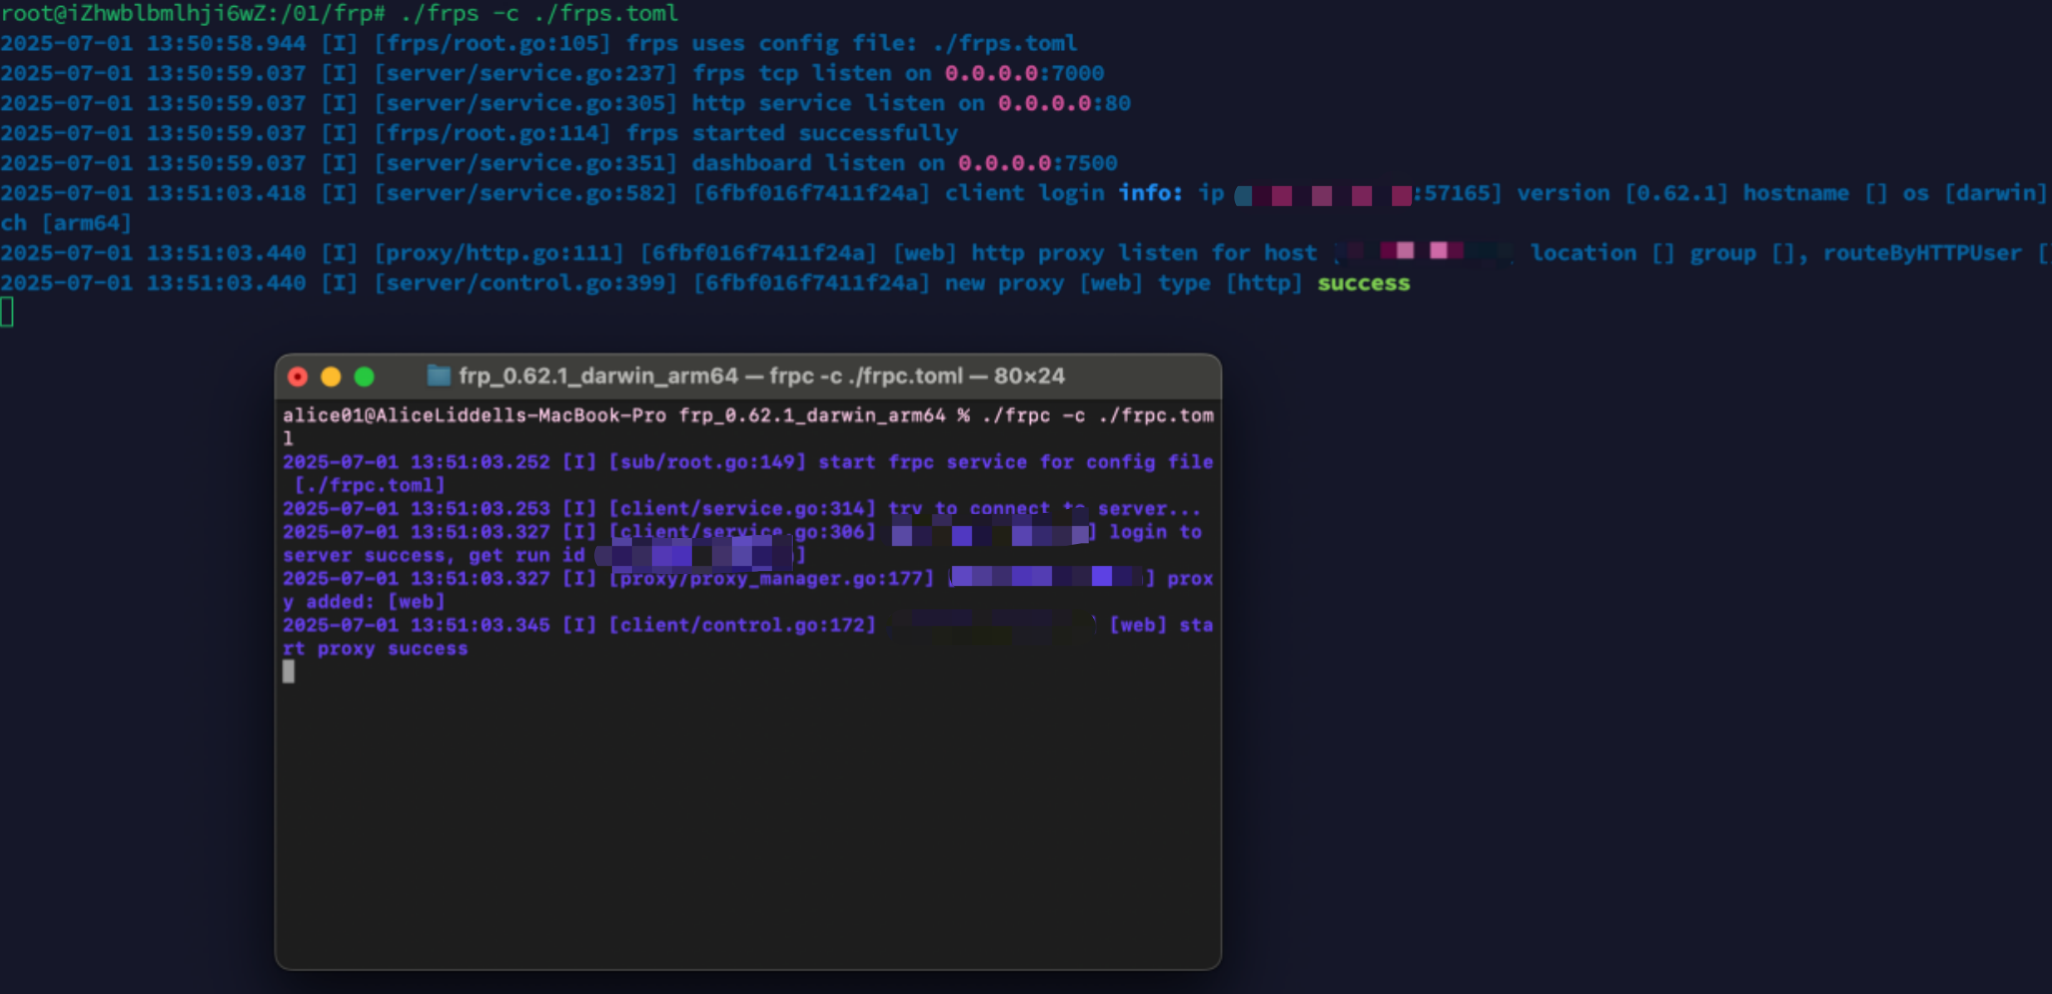 root@iZhwblbmlhji6wZ:/01/frp# ./frps -c ./frps.toml
2025-07-01 13:50:58.944 [I] [frps/root.go:105] frps uses config file: ./frps.toml
2025-07-01 13:50:59.037 [I] [server/service.go:237] frps tcp listen on 0.0.0.0:7000
2025-07-01 13:50:59.037 [I] [server/service.go:305] http service listen on 0.0.0.0:80
2025-07-01 13:50:59.037 [I] [frps/root.go:114] frps started successfully
2025-07-01 13:50:59.037 [I] [server/service.go:351] dashboard listen on 0.0.0.0:7500
2025-07-01 13:51:03.418 [I] [server/service.go:582] [6fbf016f7411f24a] client login info: ip :57165] version [0.62.1] hostname [] os [darwin]
ch [arm64]
2025-07-01 13:51:03.440 [I] [proxy/http.go:111] [6fbf016f7411f24a] [web] http proxy listen for host location [] group [], routeByHTTPUser [
2025-07-01 13:51:03.440 [I] [server/control.go:399] [6fbf016f7411f24a] new proxy [web] type [http] success
frp_0.62.1_darwin_arm64 — frpc -c ./frpc.toml — 80×24
alice01@AliceLiddells-MacBook-Pro frp_0.62.1_darwin_arm64 % ./frpc -c ./frpc.tom
l
2025-07-01 13:51:03.252 [I] [sub/root.go:149] start frpc service for config file
[./frpc.toml]
2025-07-01 13:51:03.253 [I] [client/service.go:314] try to connect to server...
2025-07-01 13:51:03.327 [I] [client/service.go:306] ] login to
server success, get run id ]
2025-07-01 13:51:03.327 [I] [proxy/proxy_manager.go:177] ] prox
y added: [web]
2025-07-01 13:51:03.345 [I] [client/control.go:172] [web] sta
rt proxy success